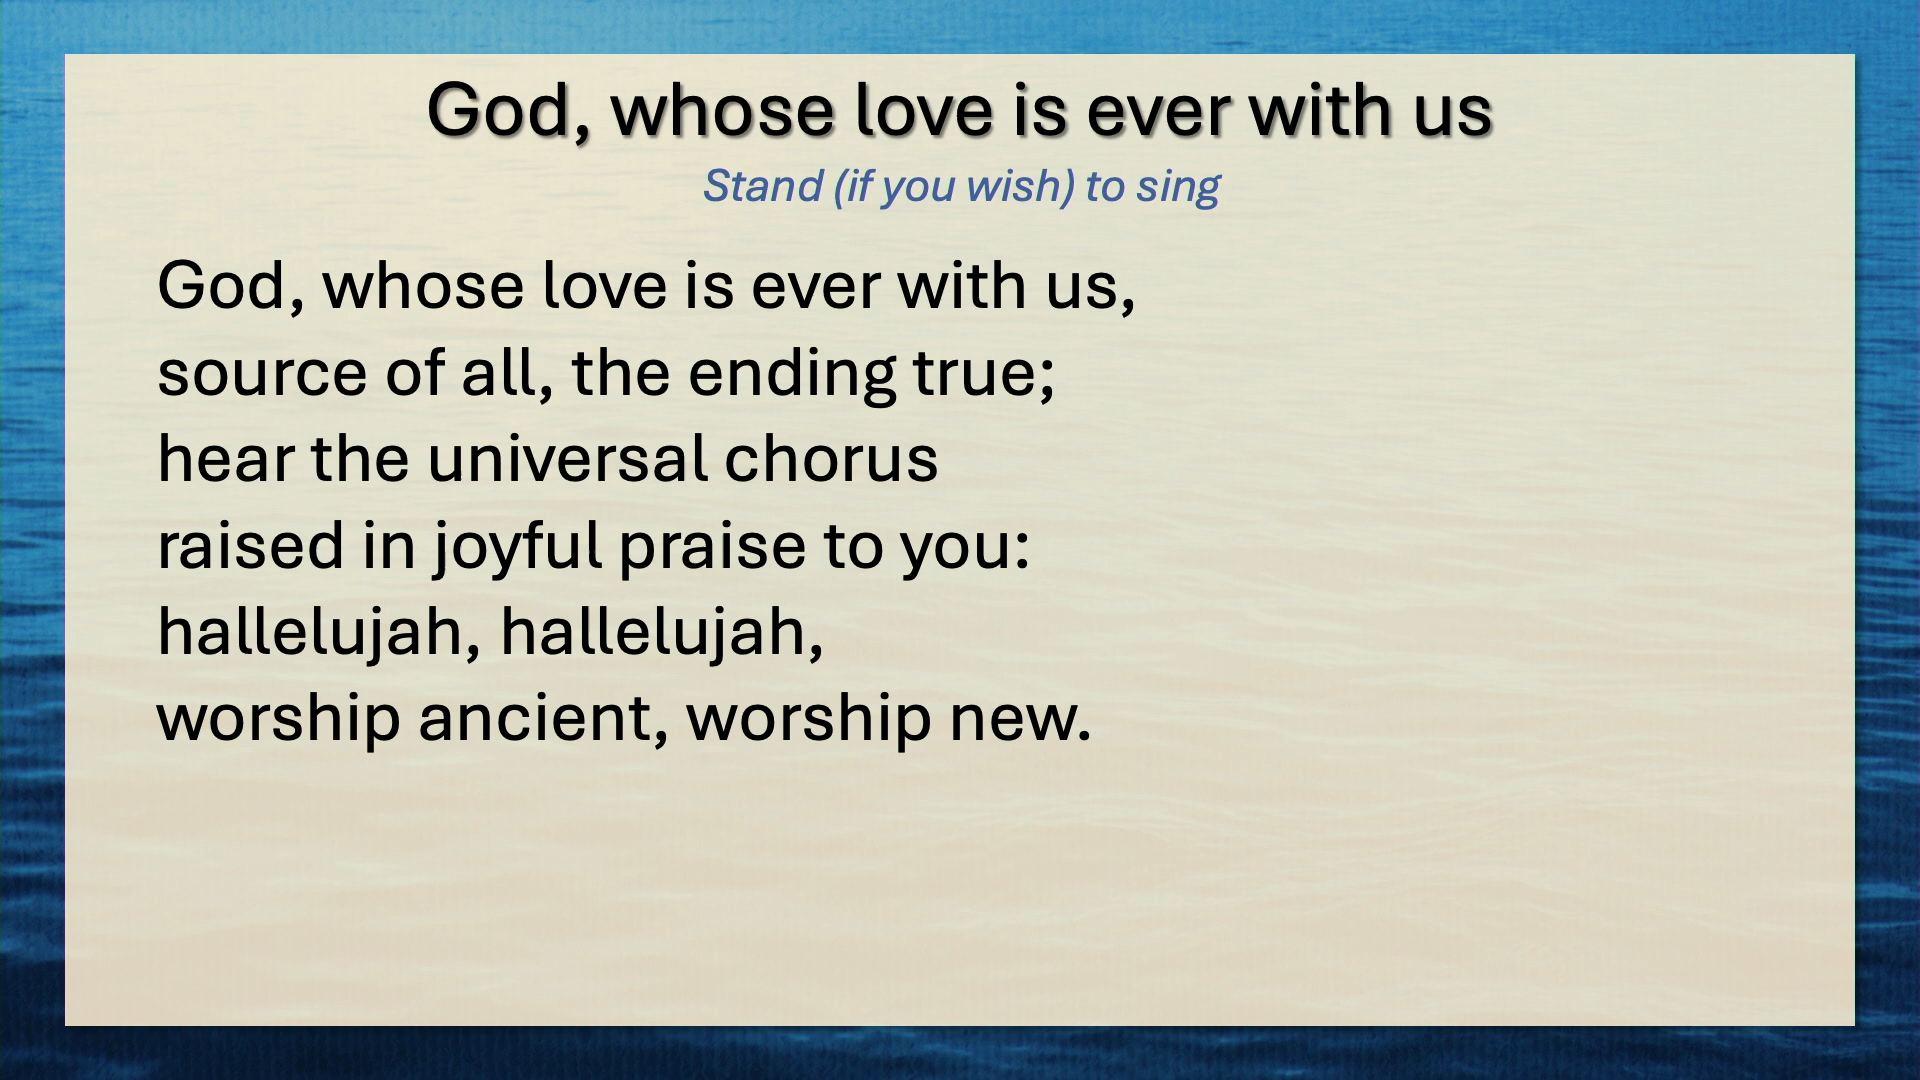 God, whose love is ever with us
Stand (if you wish) to sing
God, whose love is ever with us,
source of all, the ending true;
hear the universal chorus
raised in joyful praise to you:
hallelujah, hallelujah,
worship ancient, worship new.